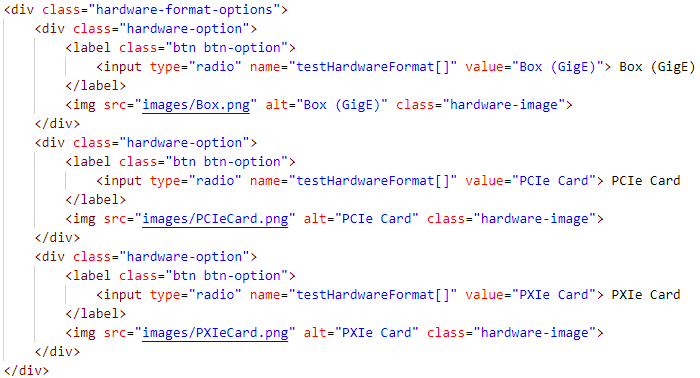 <div class="hardware-format-options">
    <div class="hardware-option">
        <label class="btn btn-option">
            <input type="radio" name="testHardwareFormat[]" value="Box (GigE)"> Box (GigE)
        </label>
        <img src="images/Box.png" alt="Box (GigE)" class="hardware-image">
    </div>
    <div class="hardware-option">
        <label class="btn btn-option">
            <input type="radio" name="testHardwareFormat[]" value="PCIe Card"> PCIe Card
        </label>
        <img src="images/PCIeCard.png" alt="PCIe Card" class="hardware-image">
    </div>
    <div class="hardware-option">
        <label class="btn btn-option">
            <input type="radio" name="testHardwareFormat[]" value="PXIe Card"> PXIe Card
        </label>
        <img src="images/PXIeCard.png" alt="PXIe Card" class="hardware-image">
    </div>
</div>